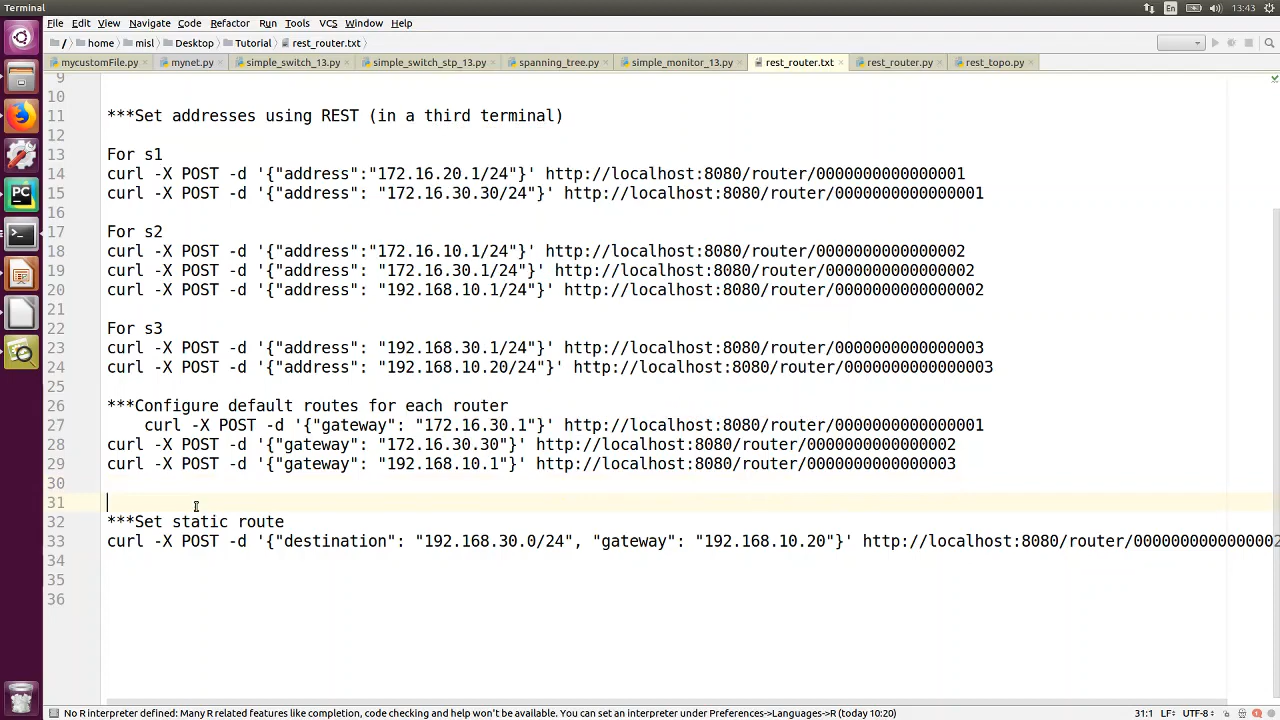 Terminal
En
13:43
File Edit View Navigate Code Refactor Run Tools VCS Window Help
/ home misl Desktop Tutorial rest_router.txt
mycustomFile.py mynet.py simple_switch_13.py simple_switch_stp_13.py spanning_tree.py simple_monitor_13.py rest_router.txt rest_router.py rest_topo.py
9
10
11 ***Set addresses using REST (in a third terminal)
12
13 For s1
14 curl -X POST -d '{"address":"172.16.20.1/24"}' http://localhost:8080/router/0000000000000001
15 curl -X POST -d '{"address": "172.16.30.30/24"}' http://localhost:8080/router/0000000000000001
16
17 For s2
18 curl -X POST -d '{"address":"172.16.10.1/24"}' http://localhost:8080/router/0000000000000002
19 curl -X POST -d '{"address": "172.16.30.1/24"}' http://localhost:8080/router/0000000000000002
20 curl -X POST -d '{"address": "192.168.10.1/24"}' http://localhost:8080/router/0000000000000002
21
22 For s3
23 curl -X POST -d '{"address": "192.168.30.1/24"}' http://localhost:8080/router/0000000000000003
24 curl -X POST -d '{"address": "192.168.10.20/24"}' http://localhost:8080/router/0000000000000003
25
26 ***Configure default routes for each router
27 curl -X POST -d '{"gateway": "172.16.30.1"}' http://localhost:8080/router/0000000000000001
28 curl -X POST -d '{"gateway": "172.16.30.30"}' http://localhost:8080/router/0000000000000002
29 curl -X POST -d '{"gateway": "192.168.10.1"}' http://localhost:8080/router/0000000000000003
30
31
32 ***Set static route
33 curl -X POST -d '{"destination": "192.168.30.0/24", "gateway": "192.168.10.20"}' http://localhost:8080/router/0000000000000002
34
35
36
No R interpreter defined: Many R related features like completion, code checking and help won't be available. You can set an interpreter under Preferences->Languages->R (today 10:20)
31:1 LF÷ UTF-8÷